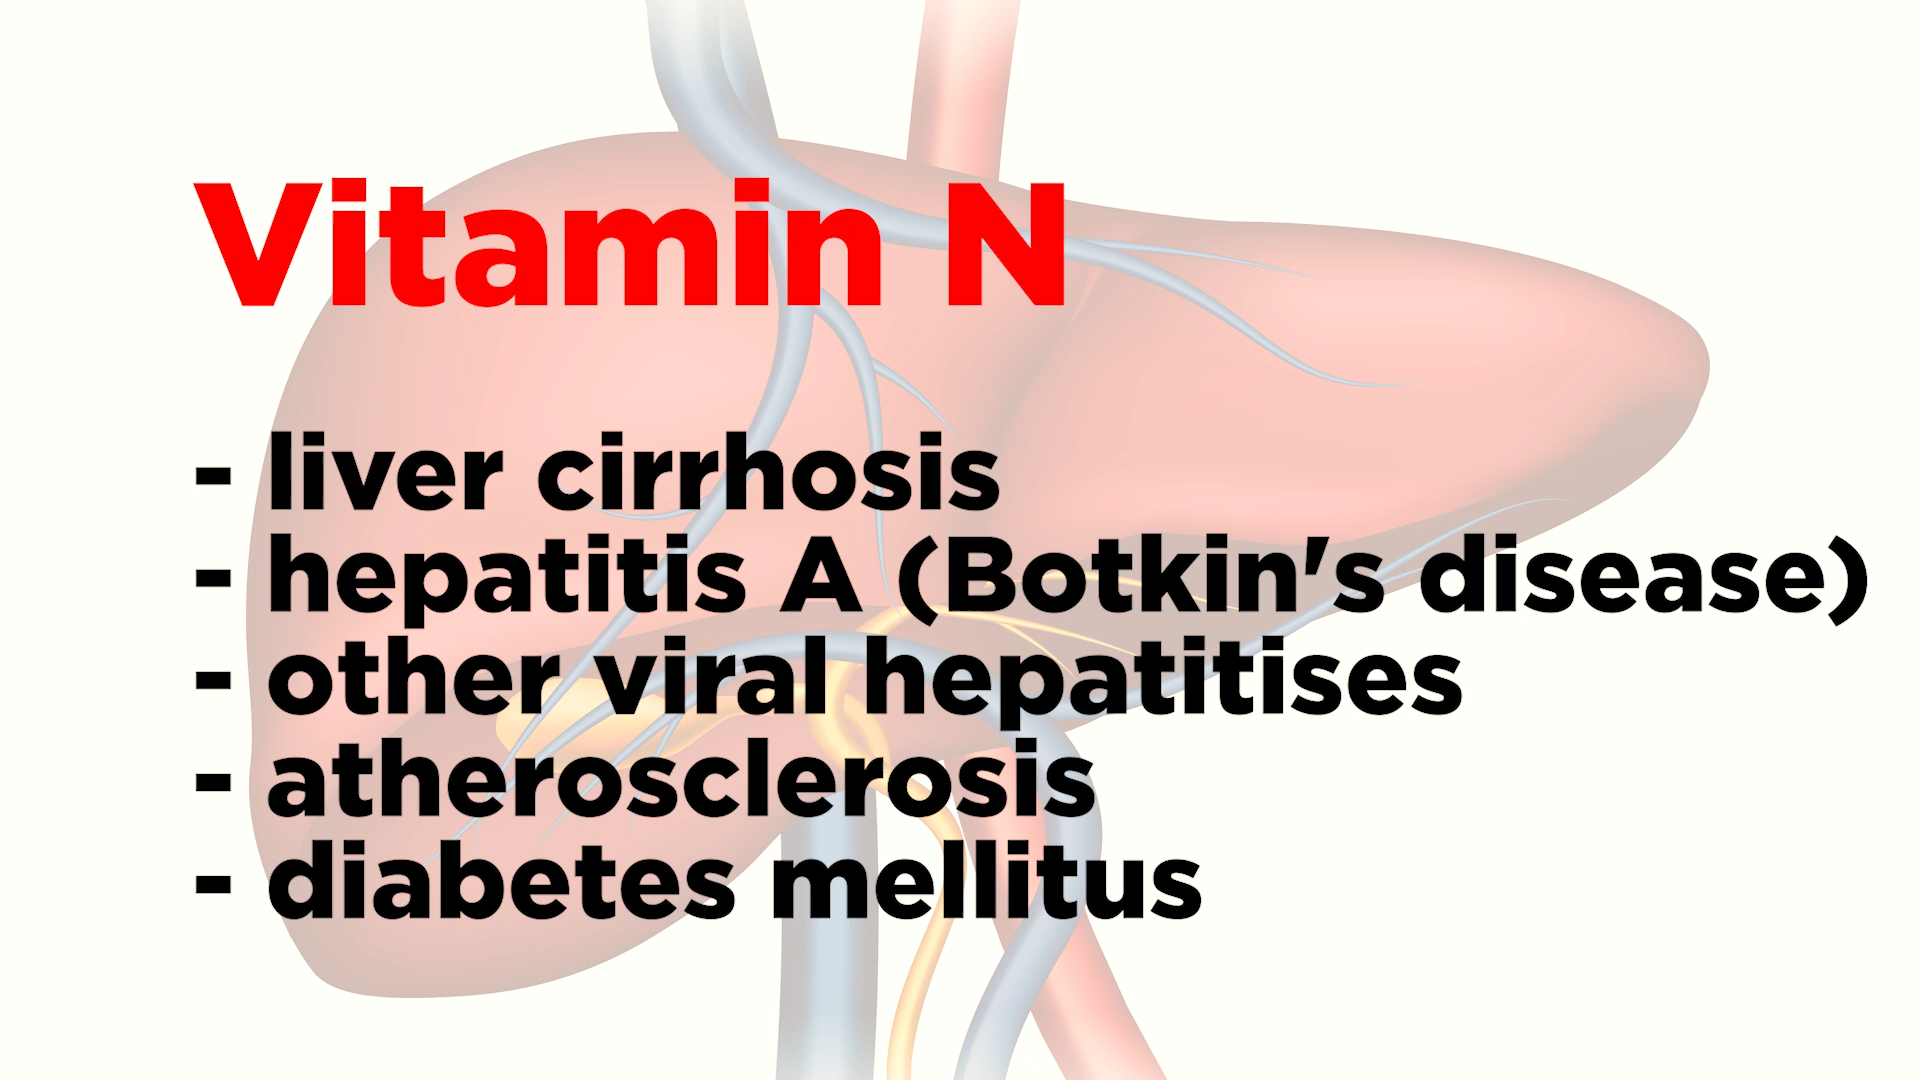 Vitamin N
- liver cirrhosis
- hepatitis A (Botkin's disease)
- other viral hepatitises
- atherosclerosis
- diabetes mellitus